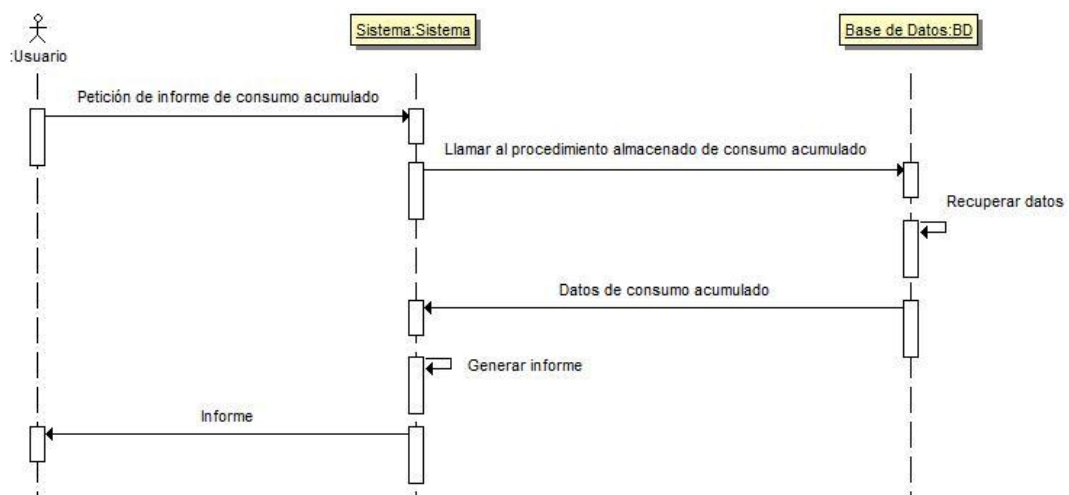 Sistema:Sistema
Base de Datos:BD
:Usuario
Petición de informe de consumo acumulado
Llamar al procedimiento almacenado de consumo acumulado
Recuperar datos
Datos de consumo acumulado
Generar informe
Informe